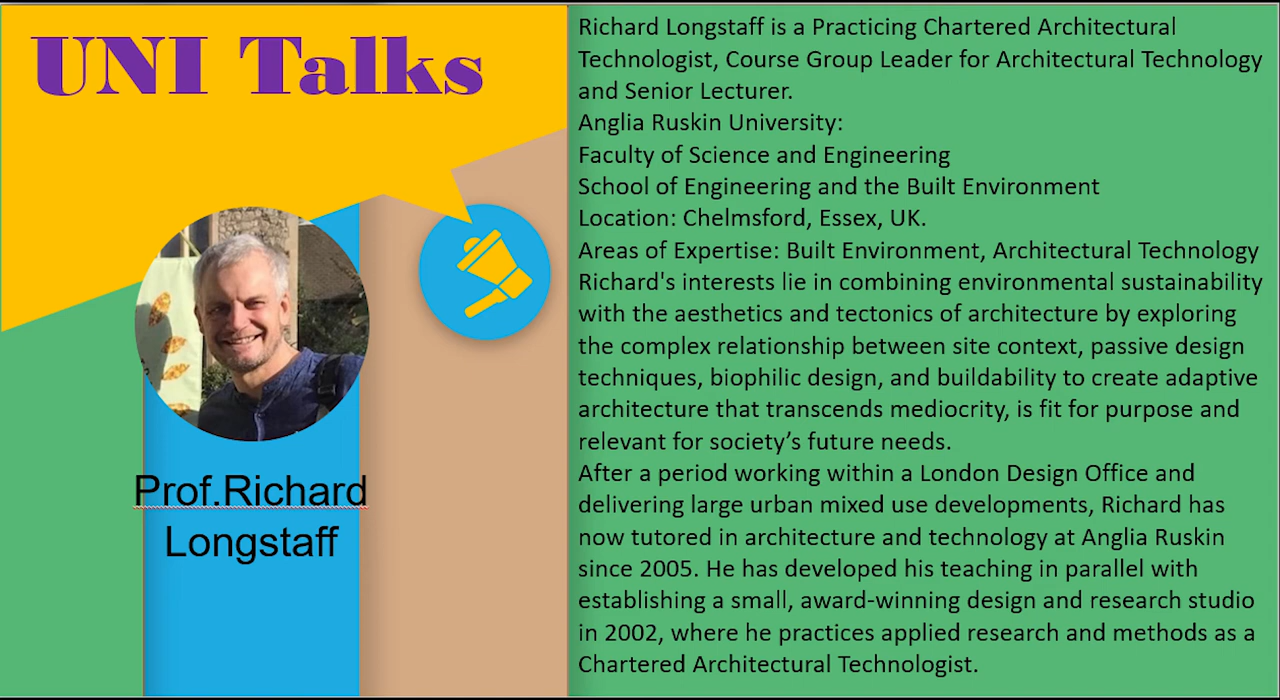 UNI Talks
Prof.Richard
Longstaff
Richard Longstaff is a Practicing Chartered Architectural
Technologist, Course Group Leader for Architectural Technology
and Senior Lecturer.
Anglia Ruskin University:
Faculty of Science and Engineering
School of Engineering and the Built Environment
Location: Chelmsford, Essex, UK.
Areas of Expertise: Built Environment, Architectural Technology
Richard's interests lie in combining environmental sustainability
with the aesthetics and tectonics of architecture by exploring
the complex relationship between site context, passive design
techniques, biophilic design, and buildability to create adaptive
architecture that transcends mediocrity, is fit for purpose and
relevant for society’s future needs.
After a period working within a London Design Office and
delivering large urban mixed use developments, Richard has
now tutored in architecture and technology at Anglia Ruskin
since 2005. He has developed his teaching in parallel with
establishing a small, award-winning design and research studio
in 2002, where he practices applied research and methods as a
Chartered Architectural Technologist.